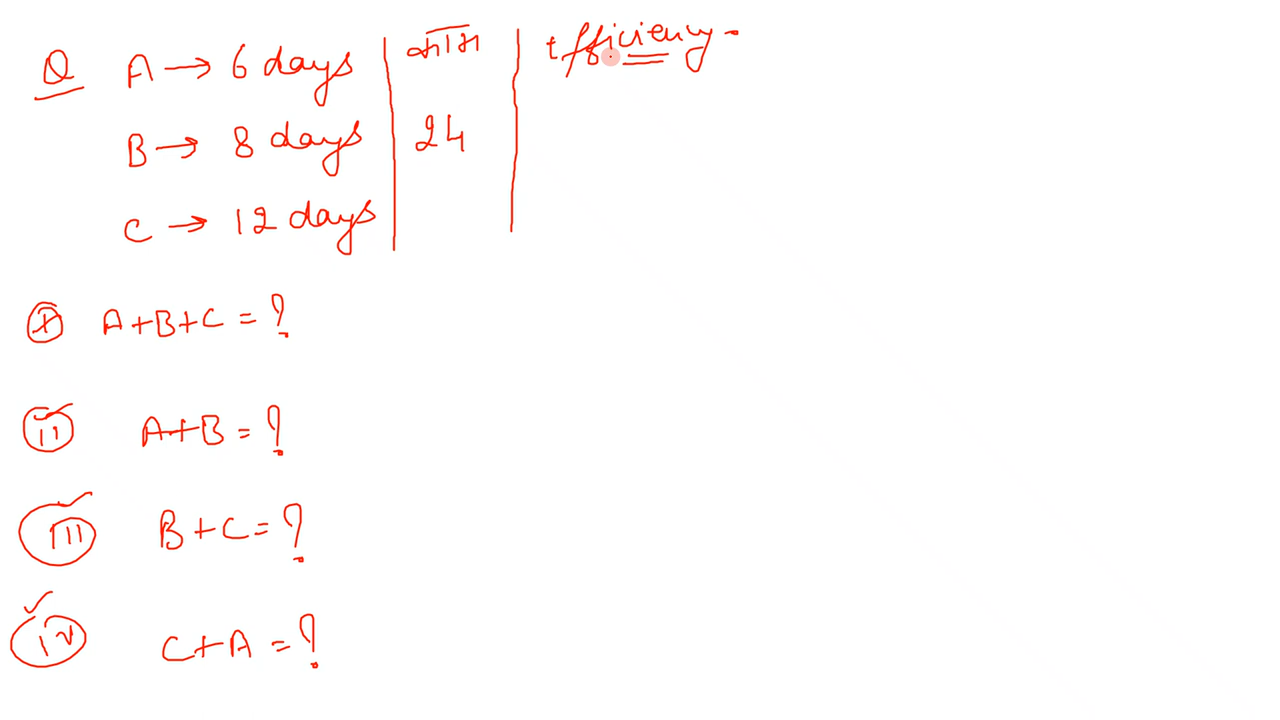 Q A → 6 days काम efficiency -
B → 8 days 24
C → 12 days
I A+B+C = ?
II A+B = ?
III B+C = ?
IV C+A = ?